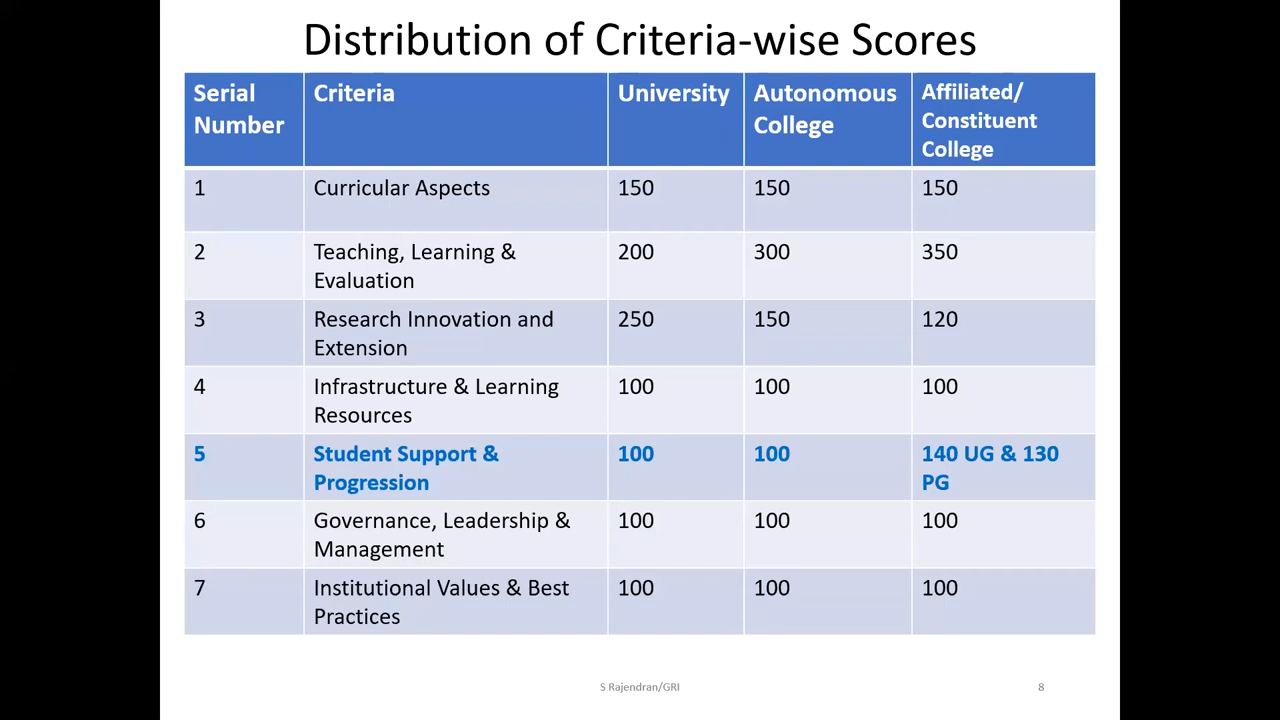 Distribution of Criteria-wise Scores
Serial Number Criteria University Autonomous College Affiliated/ Constituent College
1 Curricular Aspects 150 150 150
2 Teaching, Learning & Evaluation 200 300 350
3 Research Innovation and Extension 250 150 120
4 Infrastructure & Learning Resources 100 100 100
5 Student Support & Progression 100 100 140 UG & 130 PG
6 Governance, Leadership & Management 100 100 100
7 Institutional Values & Best Practices 100 100 100
S Rajendran/GRI 8